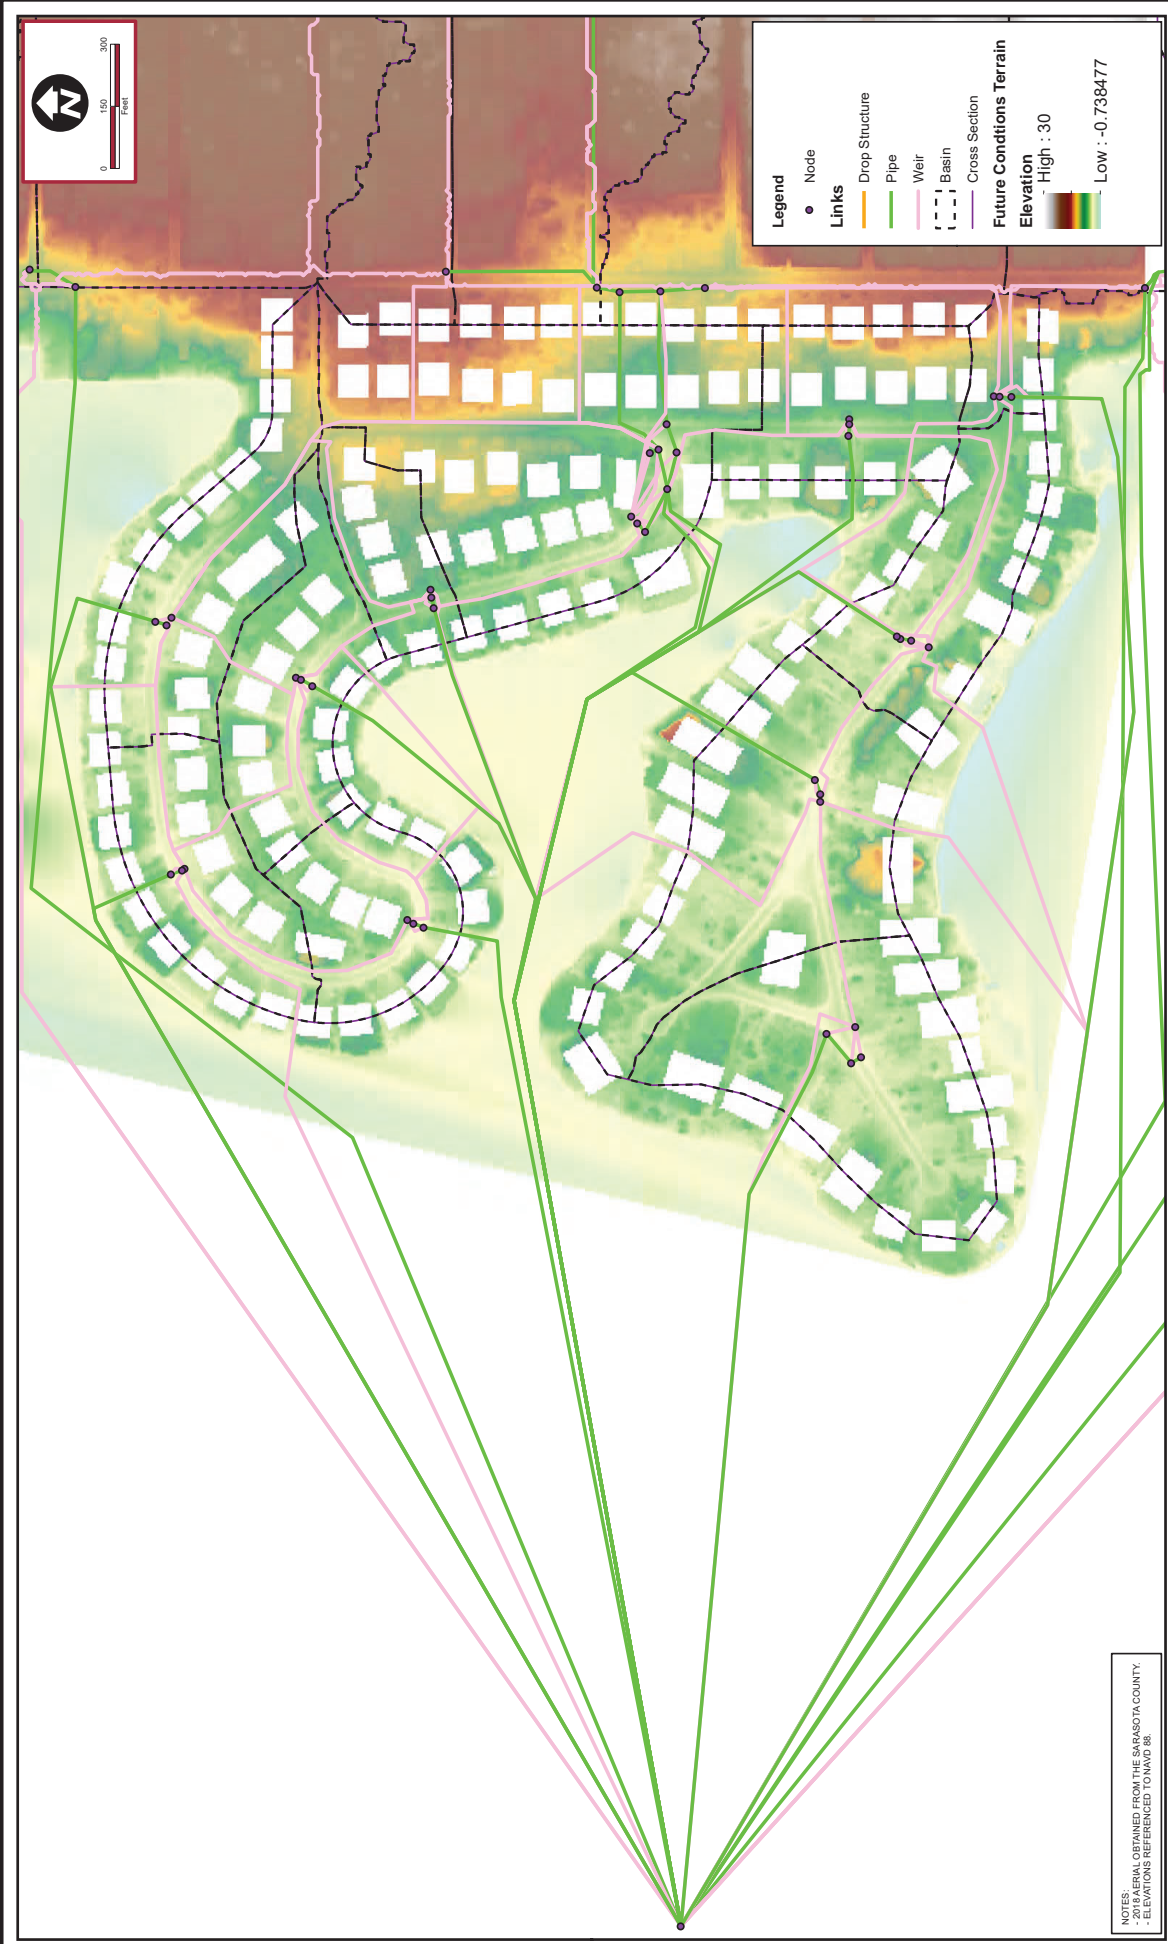 N
0
150
300
Feet
Legend
Node
Links
Drop Structure
Pipe
Weir
Basin
Cross Section
Future Condtions Terrain
Elevation
High : 30
Low : -0.738477
NOTES:
- 2018 AERIAL OBTAINED FROM THE SARASOTA COUNTY.
- ELEVATIONS REFERENCED TO NAVD 88.